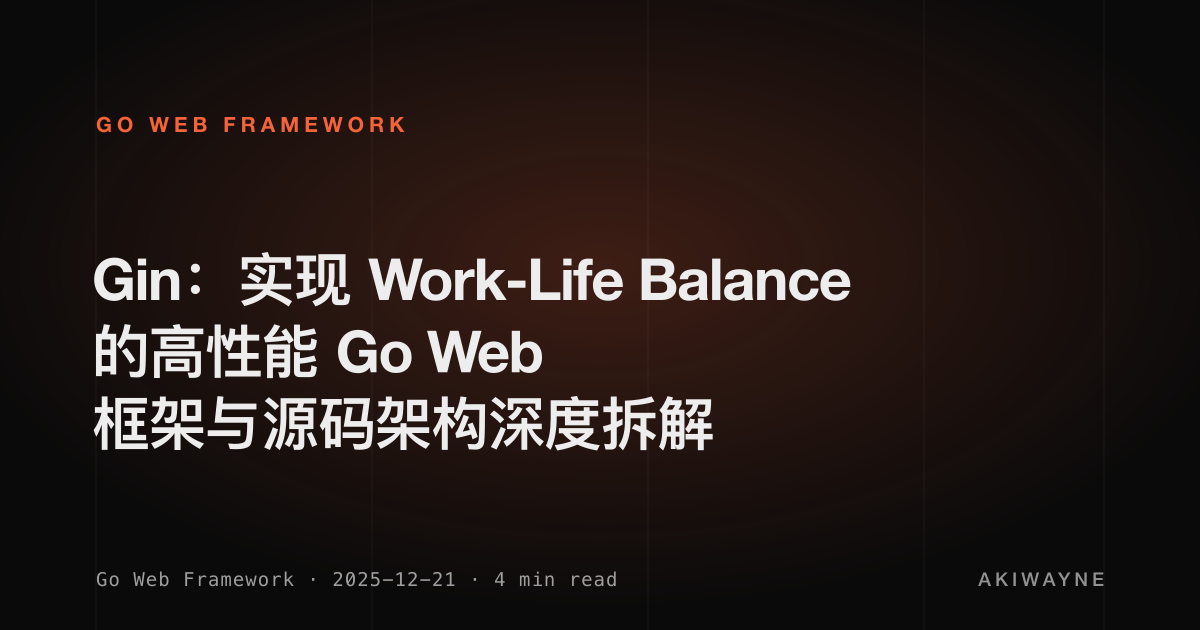 GO WEB FRAMEWORK
Gin：实现 Work-Life Balance
的高性能 Go Web
框架与源码架构深度拆解
Go Web Framework · 2025-12-21 · 4 min read
AKIWAYNE